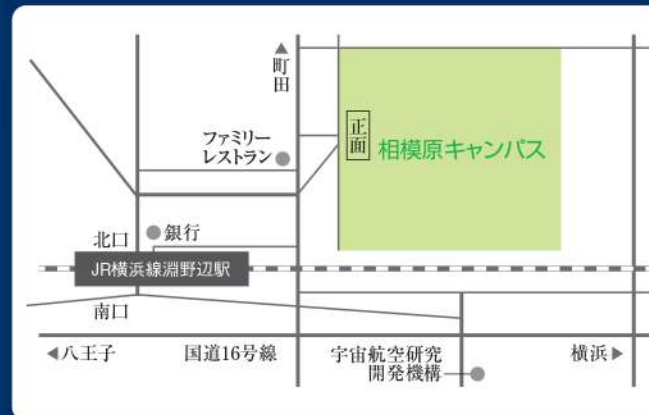 ▲町田
ファミリー
レストラン
正面
相模原キャンパス
北口
銀行
JR横浜線淵野辺駅
南口
◀八王子
国道16号線
宇宙航空研究
開発機構
横浜▶